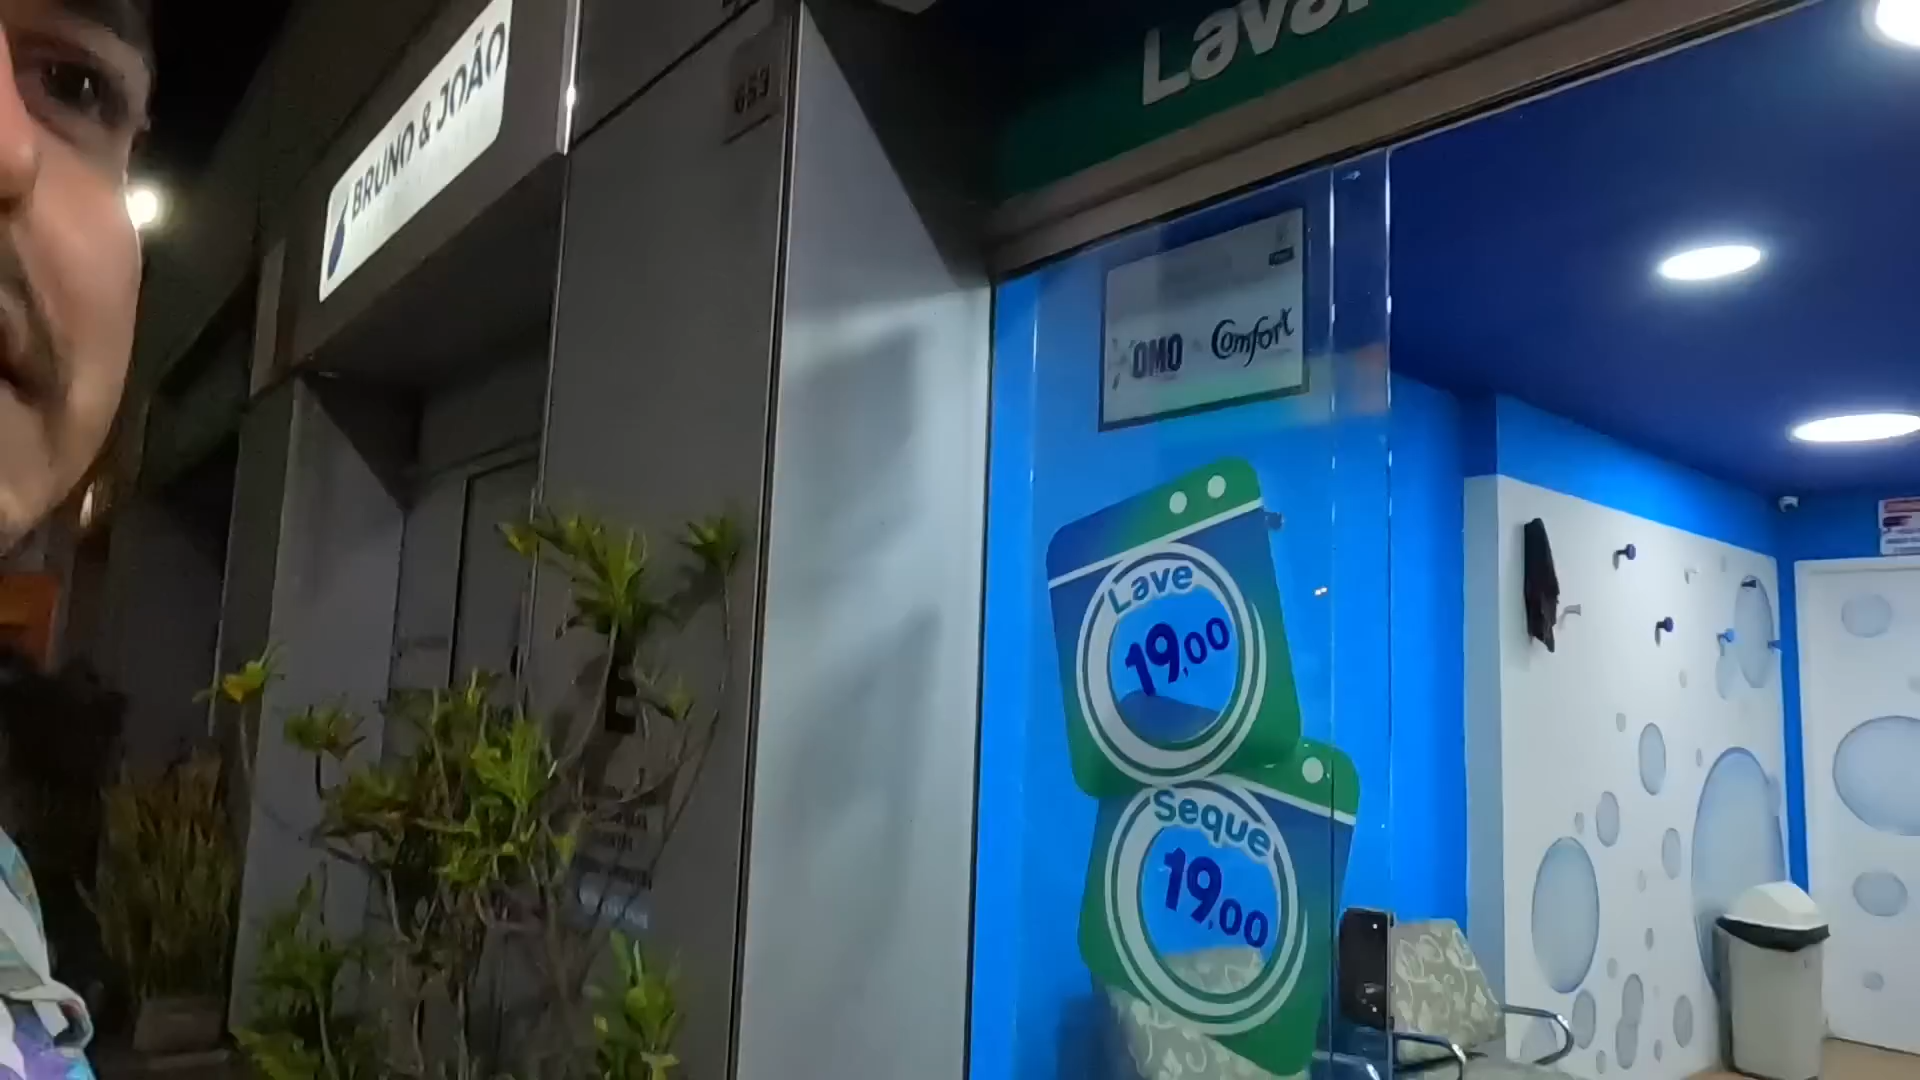 BRUNO & JOÃO
653
Lava
OMO Comfort
Lave
19,00
Seque
19,00